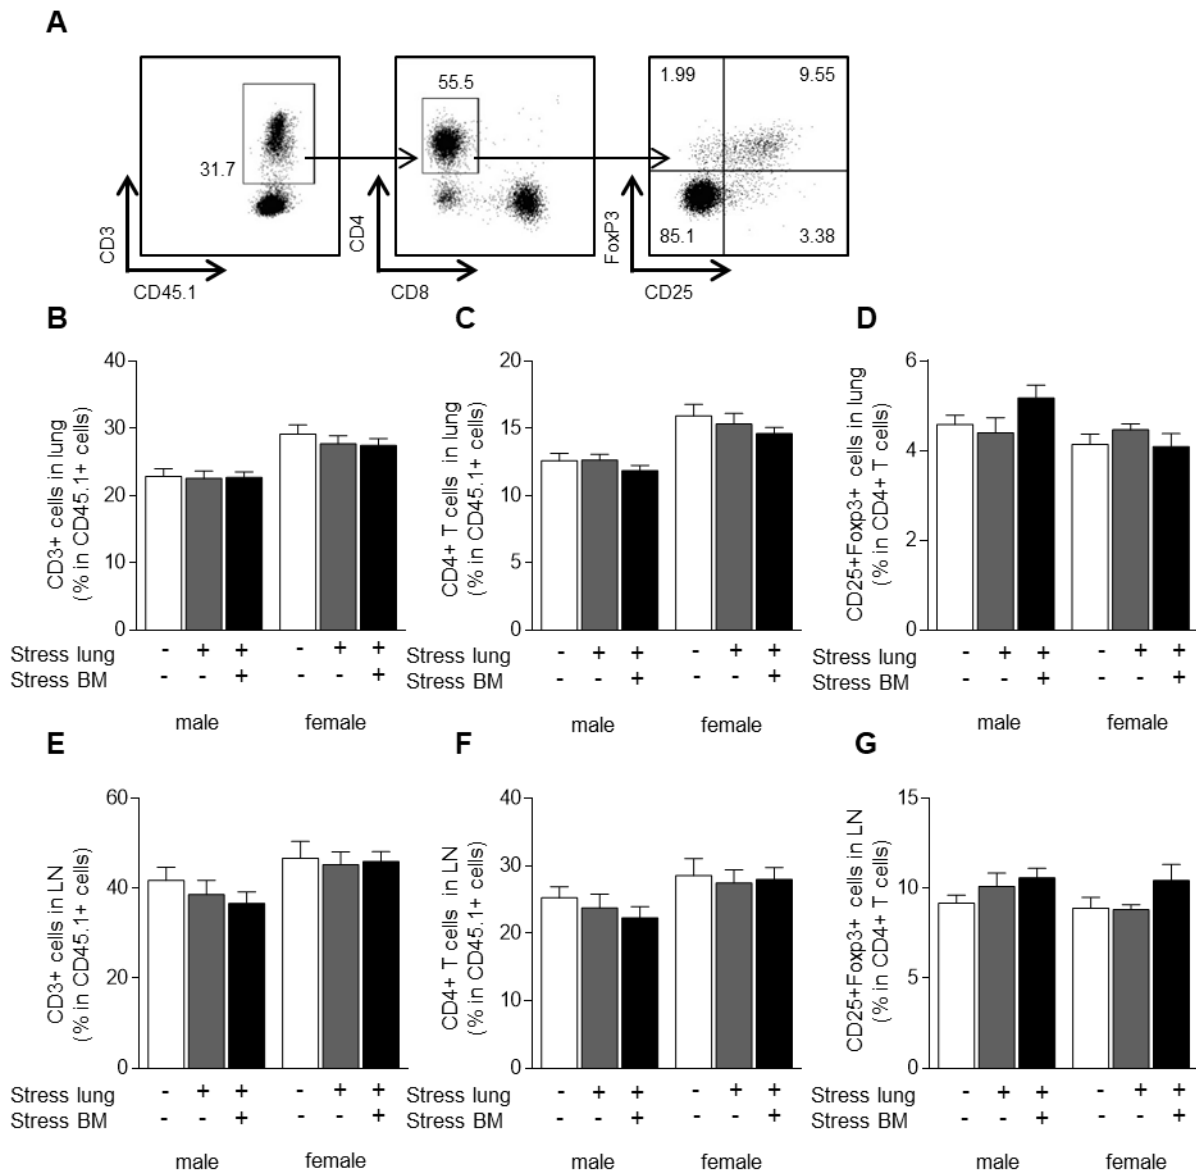 A
31.7
CD3
CD45.1
55.5
CD4
CD8
1.99 9.55
85.1 3.38
FoxP3
CD25
B
CD3+ cells in lung
(% in CD45.1+ cells)
40
30
20
10
0
Stress lung - + + - + +
Stress BM - - + - - +
male female
C
CD4+ T cells in lung
(% in CD45.1+ cells)
20
15
10
5
0
Stress lung - + + - + +
Stress BM - - + - - +
male female
D
CD25+Foxp3+ cells in lung
(% in CD4+ T cells)
6
4
2
0
Stress lung - + + - + +
Stress BM - - + - - +
male female
E
CD3+ cells in LN
(% in CD45.1+ cells)
60
40
20
0
Stress lung - + + - + +
Stress BM - - + - - +
male female
F
CD4+ T cells in LN
(% in CD45.1+ cells)
40
30
20
10
0
Stress lung - + + - + +
Stress BM - - + - - +
male female
G
CD25+Foxp3+ cells in LN
(% in CD4+ T cells)
15
10
5
0
Stress lung - + + - + +
Stress BM - - + - - +
male female